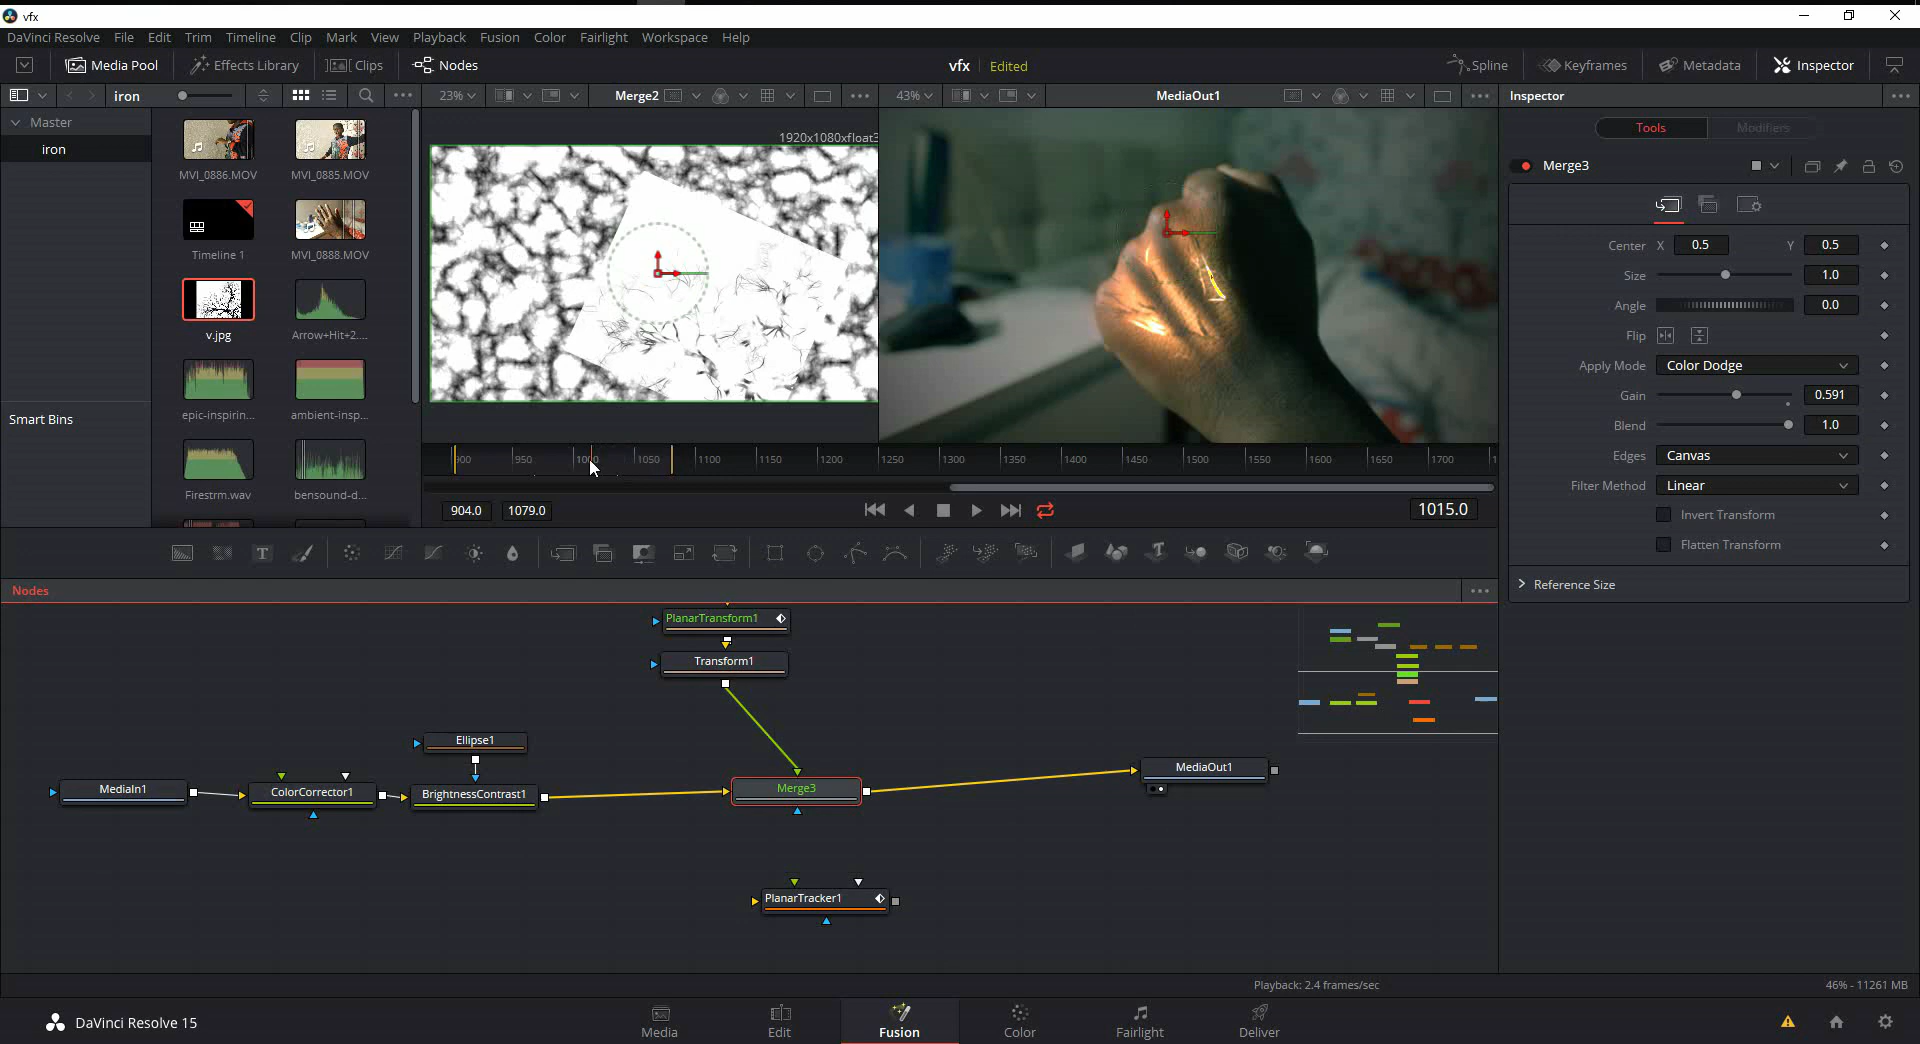 vfx
DaVinci Resolve File Edit Trim Timeline Clip Mark View Playback Fusion Color Fairlight Workspace Help
Media Pool Effects Library Clips Nodes vfx Edited Spline Keyframes Metadata Inspector
iron 23% Merge2 43% MediaOut1 Inspector
Master
iron
1920x1080xfloat3
MVI_0886.MOV MVI_0885.MOV
Timeline 1 MVI_0888.MOV
v.jpg Arrow+Hit+2....
epic-inspirin... ambient-insp...
Firestrm.wav bensound-d...
Smart Bins
Tools Modifiers
Merge3
Center X 0.5 Y 0.5
Size 1.0
Angle 0.0
Flip
Apply Mode Color Dodge
Gain 0.591
Blend 1.0
Edges Canvas
Filter Method Linear
Invert Transform
Flatten Transform
Reference Size
900 950 1000 1050 1100 1150 1200 1250 1300 1350 1400 1450 1500 1550 1600 1650 1700
904.0 1079.0 1015.0
T
Nodes
PlanarTransform1
Transform1
Ellipse1
MediaIn1 ColorCorrector1 BrightnessContrast1 Merge3 MediaOut1
PlanarTracker1
Playback: 2.4 frames/sec 46% - 11261 MB
DaVinci Resolve 15 Media Edit Fusion Color Fairlight Deliver